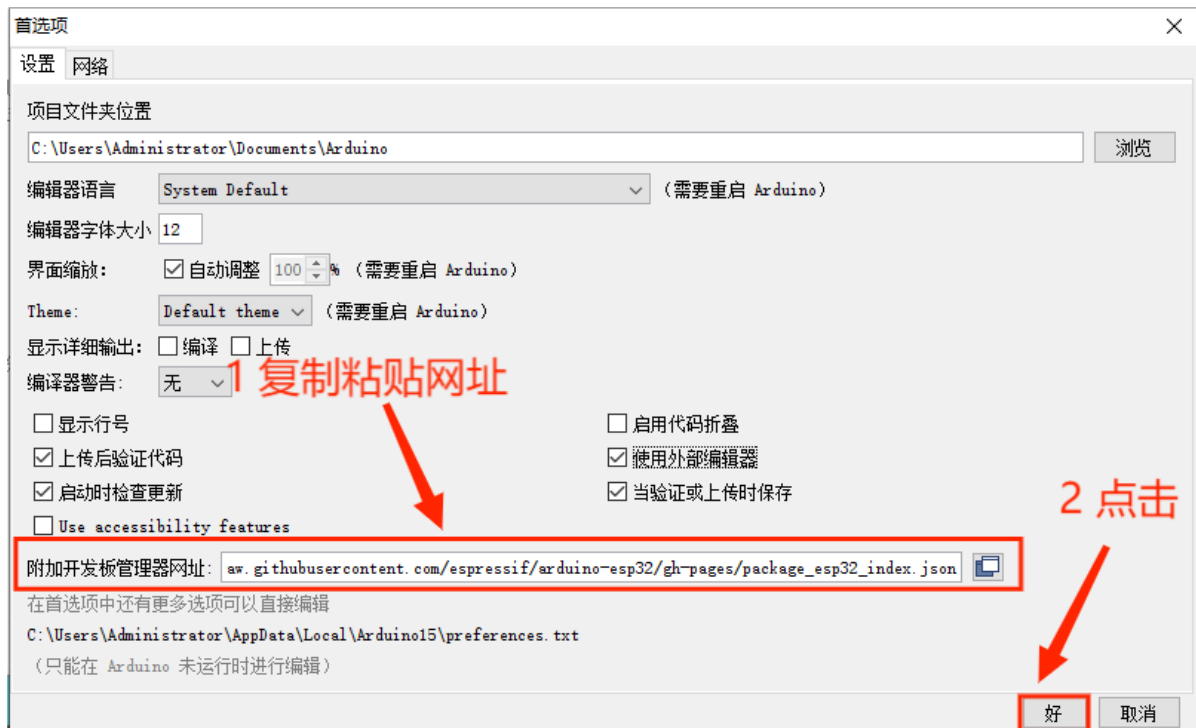 首选项
设置 网络
项目文件夹位置
C:\Users\Administrator\Documents\Arduino 浏览
编辑器语言 System Default （需要重启 Arduino）
编辑器字体大小 12
界面缩放： 自动调整 100 % （需要重启 Arduino）
Theme: Default theme （需要重启 Arduino）
显示详细输出： 编译 上传
编译器警告: 无
1 复制粘贴网址
显示行号 启用代码折叠
上传后验证代码 使用外部编辑器
启动时检查更新 当验证或上传时保存
2 点击
Use accessibility features
附加开发板管理器网址: aw.githubusercontent.com/espressif/arduino-esp32/gh-pages/package_esp32_index.json
在首选项中还有更多选项可以直接编辑
C:\Users\Administrator\AppData\Local\Arduino15\preferences.txt
（只能在 Arduino 未运行时进行编辑）
好 取消